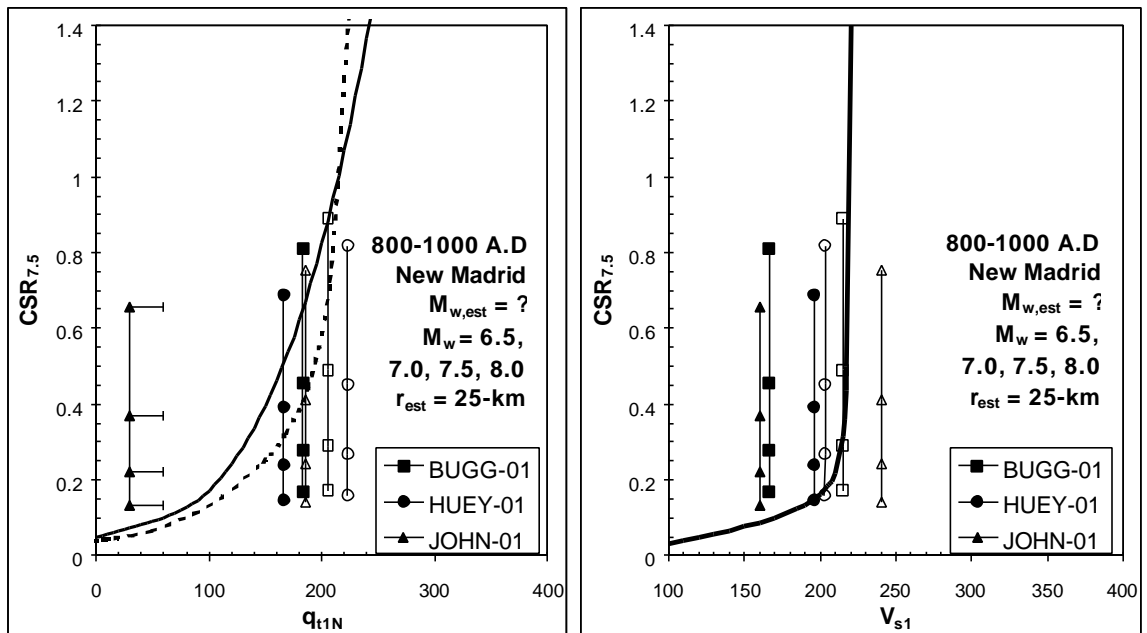 1.4
1.2
1
0.8
0.6
0.4
0.2
0
CSR7.5
0
100
200
300
400
qt1N
800-1000 A.D
New Madrid
Mw,est = ?
Mw = 6.5,
7.0, 7.5, 8.0
rest = 25-km
BUGG-01
HUEY-01
JOHN-01
1.4
1.2
1
0.8
0.6
0.4
0.2
0
CSR7.5
100
150
200
250
300
350
400
Vs1
800-1000 A.D
New Madrid
Mw,est = ?
Mw = 6.5,
7.0, 7.5, 8.0
rest = 25-km
BUGG-01
HUEY-01
JOHN-01